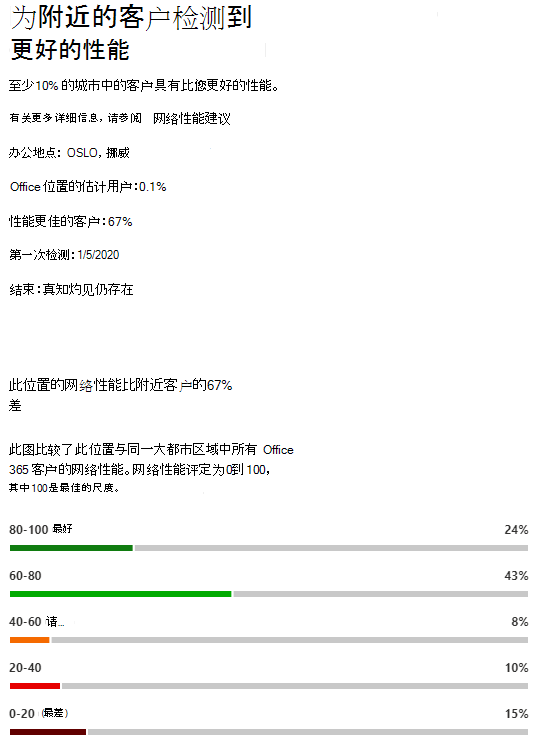 为附近的客户检测到
更好的性能
至少10% 的城市中的客户具有比您更好的性能。
有关更多详细信息，请参阅 网络性能建议
办公地点： OSLO, 挪威
Office 位置的估计用户：0.1%
性能更佳的客户：67%
第一次检测：1/5/2020
结束：真知灼见仍存在
此位置的网络性能比附近客户的67%
差
此图比较了此位置与同一大都市区域中所有 Office
365 客户的网络性能。网络性能评定为0到 100，
其中 100是最佳的尺度。
80-100 最好 24%
60-80 43%
40-60 请... 8%
20-40 10%
0-20 (最差) 15%